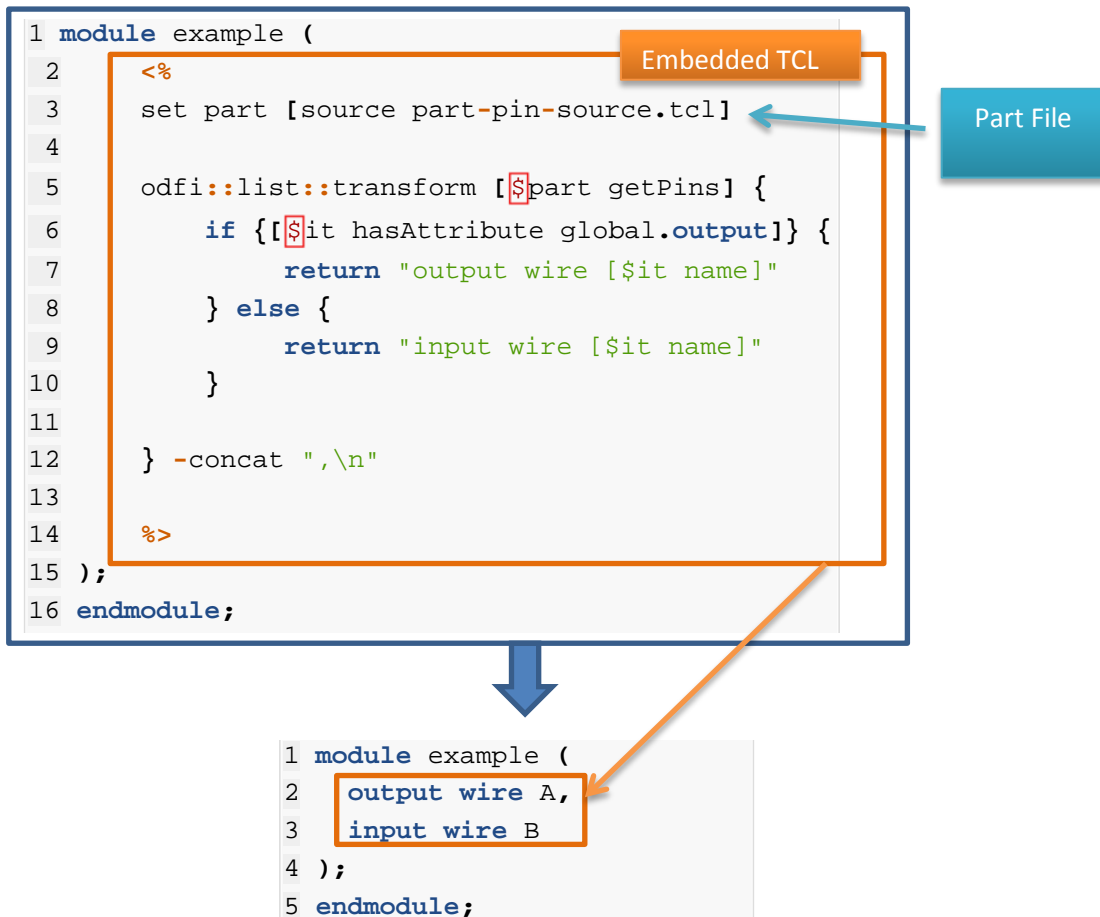 1 module example (
Embedded TCL
2 <%
3 set part [source part-pin-source.tcl]
Part File
4
5 odfi::list::transform [$part getPins] {
6 if {[$it hasAttribute global.output]} {
7 return "output wire [$it name]"
8 } else {
9 return "input wire [$it name]"
10 }
11
12 } -concat ",\n"
13
14 %>
15 );
16 endmodule;
1 module example (
2 output wire A,
3 input wire B
4 );
5 endmodule;